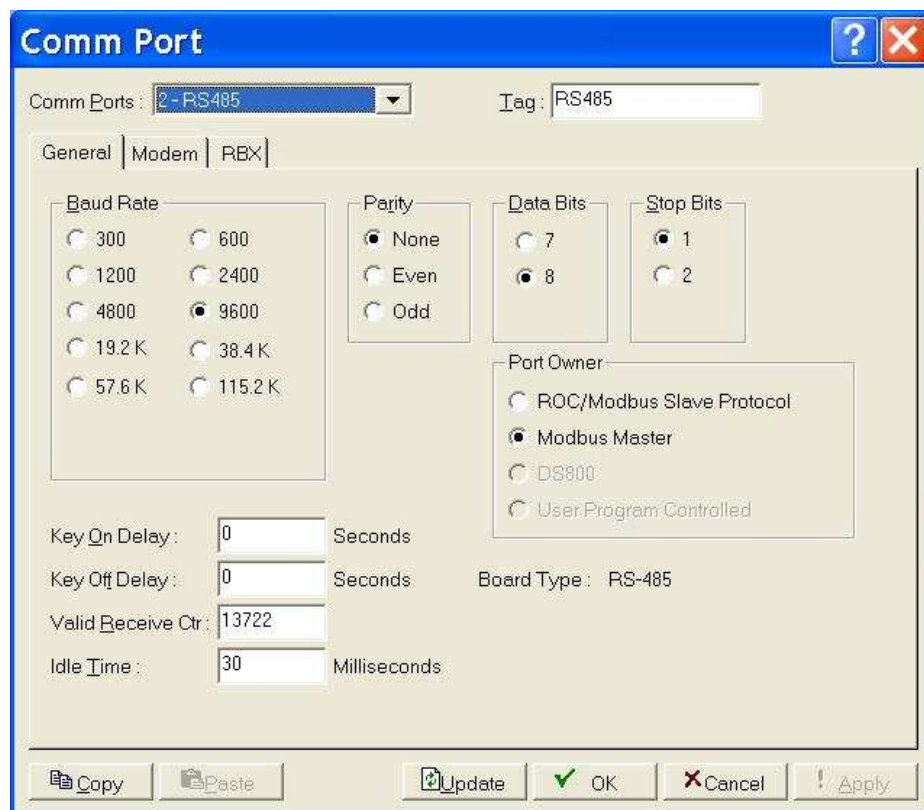 Comm Port
Comm Ports : 2 - RS485 Tag : RS485
General Modem RBX
Baud Rate Parity Data Bits Stop Bits
300 600 None 7 1
1200 2400 Even 8 2
4800 9600 Odd
19.2 K 38.4 K
57.6 K 115.2 K
Port Owner
ROC/Modbus Slave Protocol
Modbus Master
DS800
User Program Controlled
Key On Delay : 0 Seconds
Key Off Delay : 0 Seconds Board Type : RS-485
Valid Receive Ctr : 13722
Idle Time : 30 Milliseconds
Copy Paste Update OK Cancel Apply